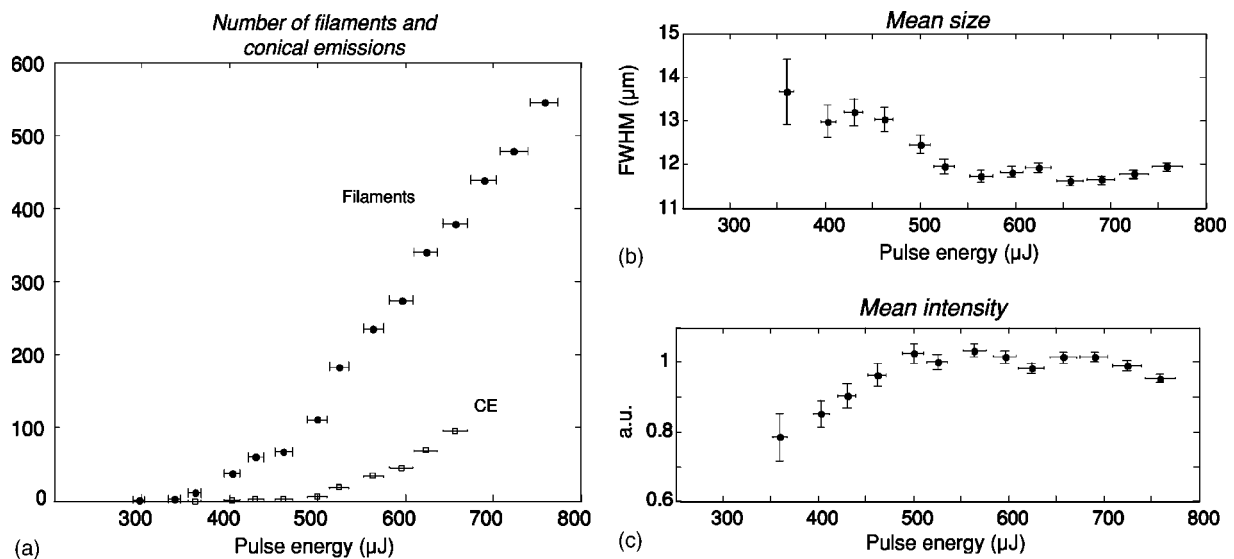 Number of filaments and
conical emissions
600
500
400
300
200
100
0
Filaments
CE
300 400 500 600 700 800
Pulse energy (µJ)
(a)
Mean size
15
14
13
12
11
FWHM (µm)
300 400 500 600 700 800
Pulse energy (µJ)
(b)
Mean intensity
1
0.8
0.6
a.u.
300 400 500 600 700 800
Pulse energy (µJ)
(c)